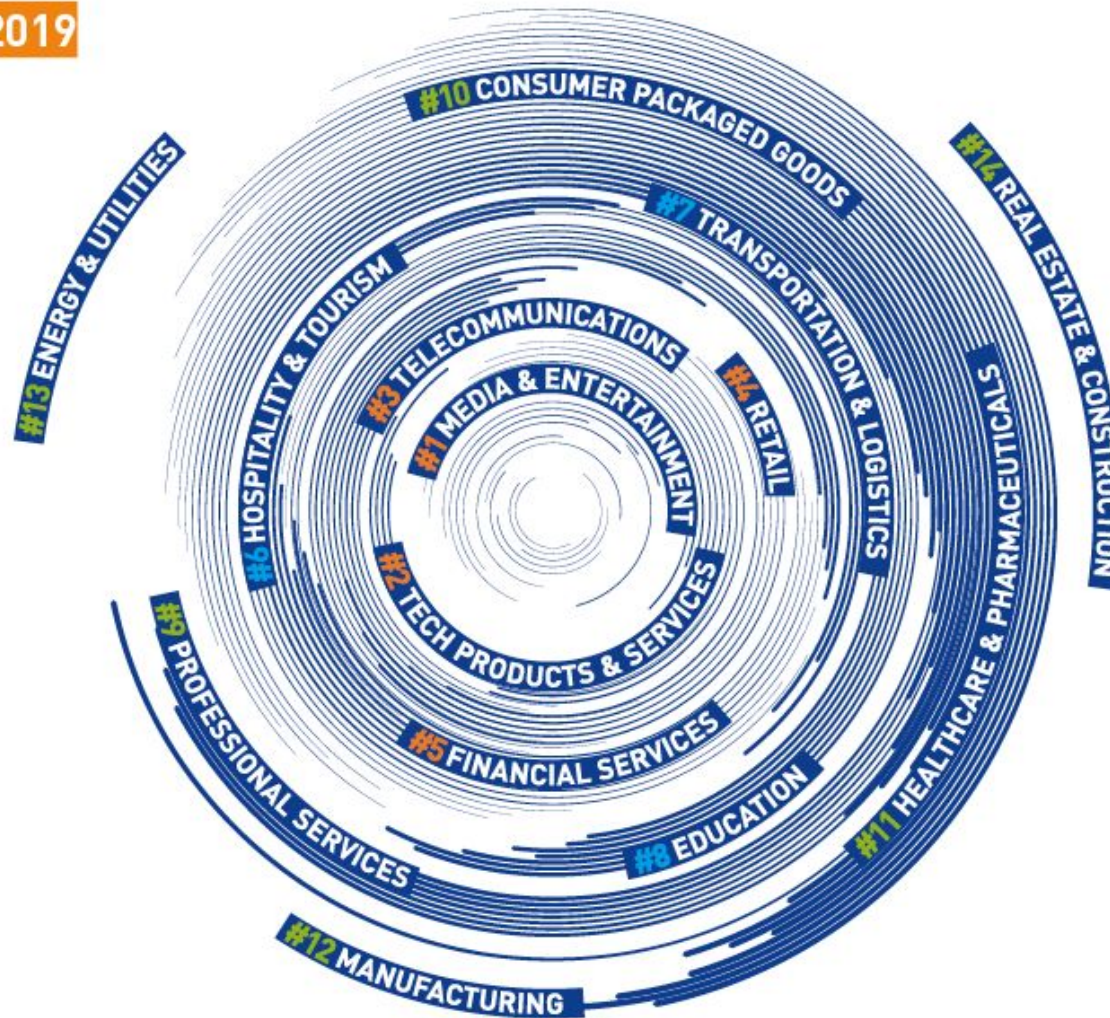 2019
#10 CONSUMER PACKAGED GOODS
#14 REAL ESTATE & CONSTRUCTION
#13 ENERGY & UTILITIES
#7 TRANSPORTATION & LOGISTICS
#6 HOSPITALITY & TOURISM
#3 TELECOMMUNICATIONS
#4 RETAIL
#1 MEDIA & ENTERTAINMENT
#2 TECH PRODUCTS & SERVICES
#11 HEALTHCARE & PHARMACEUTICALS
#9 PROFESSIONAL SERVICES
#5 FINANCIAL SERVICES
#8 EDUCATION
#12 MANUFACTURING